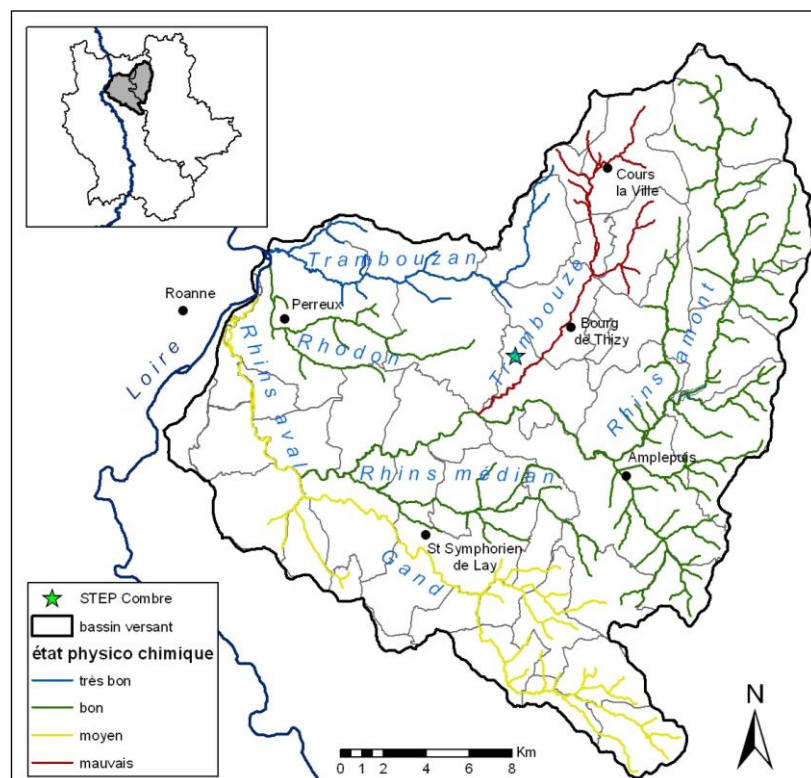 Cours
la Ville
Trambouzan
Roanne
Perreux
Trambouze
Bourg
de Thizy
Rhodon
Loire
Rhins aval
Rhins amont
Rhins médian
Amplepuis
St Symphorien
de Lay
Gand
STEP Combre
bassin versant
état physico chimique
très bon
bon
moyen
mauvais
N
Km
0 1 2 4 6 8